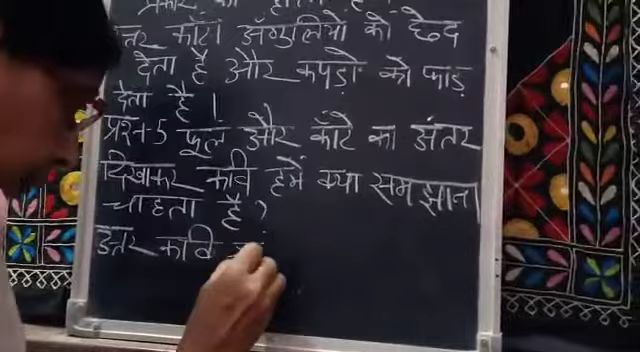 उत्तर काँटा अँगुलियों को छेद
देता है और कपड़ों को फाड़
देता है।
प्रश्न-5 फूल और काँटे का अंतर
दिखाकर कवि हमें क्या समझाना
चाहता है?
उत्तर कवि